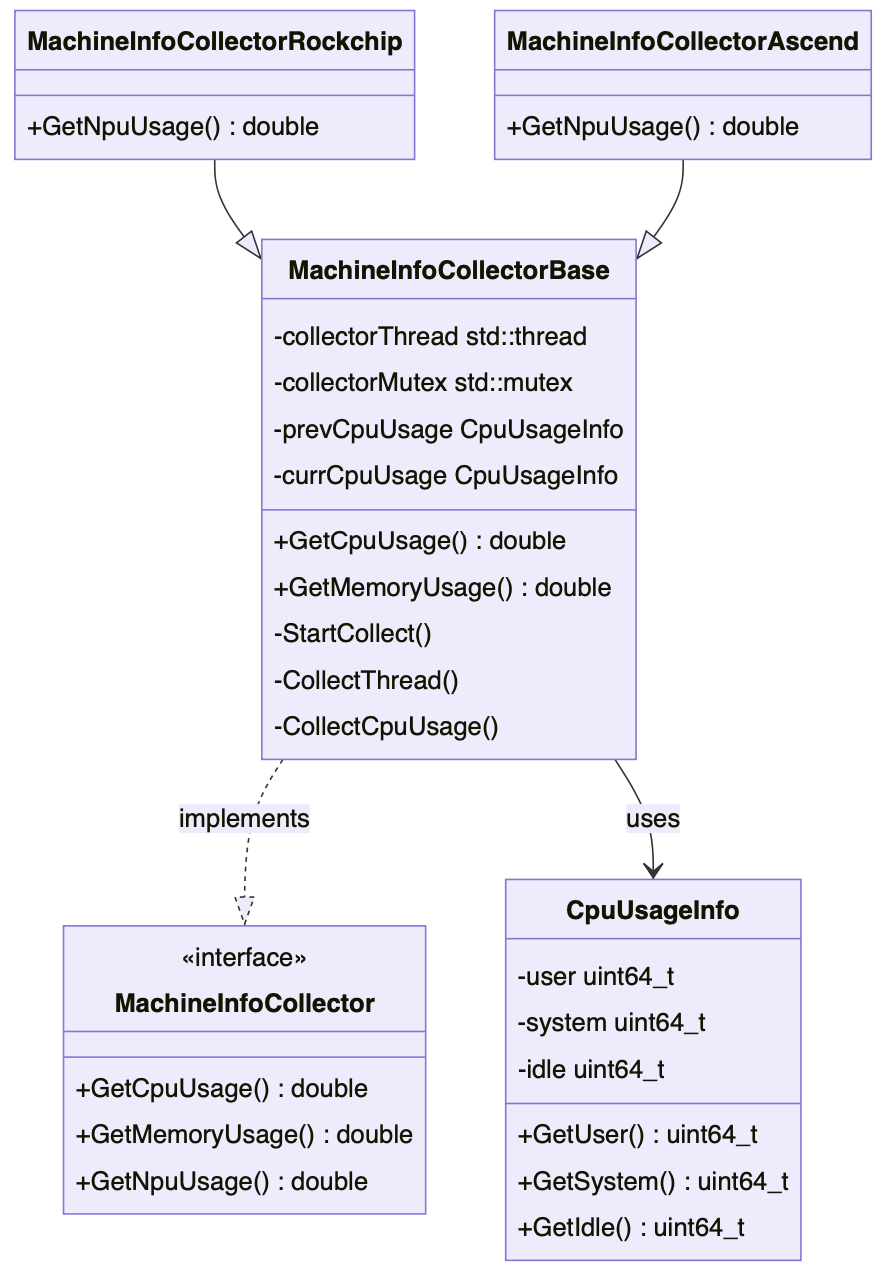 MachineInfoCollectorRockchip
+GetNpuUsage() : double
MachineInfoCollectorAscend
+GetNpuUsage() : double
MachineInfoCollectorBase
-collectorThread std::thread
-collectorMutex std::mutex
-prevCpuUsage CpuUsageInfo
-currCpuUsage CpuUsageInfo
+GetCpuUsage() : double
+GetMemoryUsage() : double
-StartCollect()
-CollectThread()
-CollectCpuUsage()
implements
uses
«interface»
MachineInfoCollector
+GetCpuUsage() : double
+GetMemoryUsage() : double
+GetNpuUsage() : double
CpuUsageInfo
-user uint64_t
-system uint64_t
-idle uint64_t
+GetUser() : uint64_t
+GetSystem() : uint64_t
+GetIdle() : uint64_t